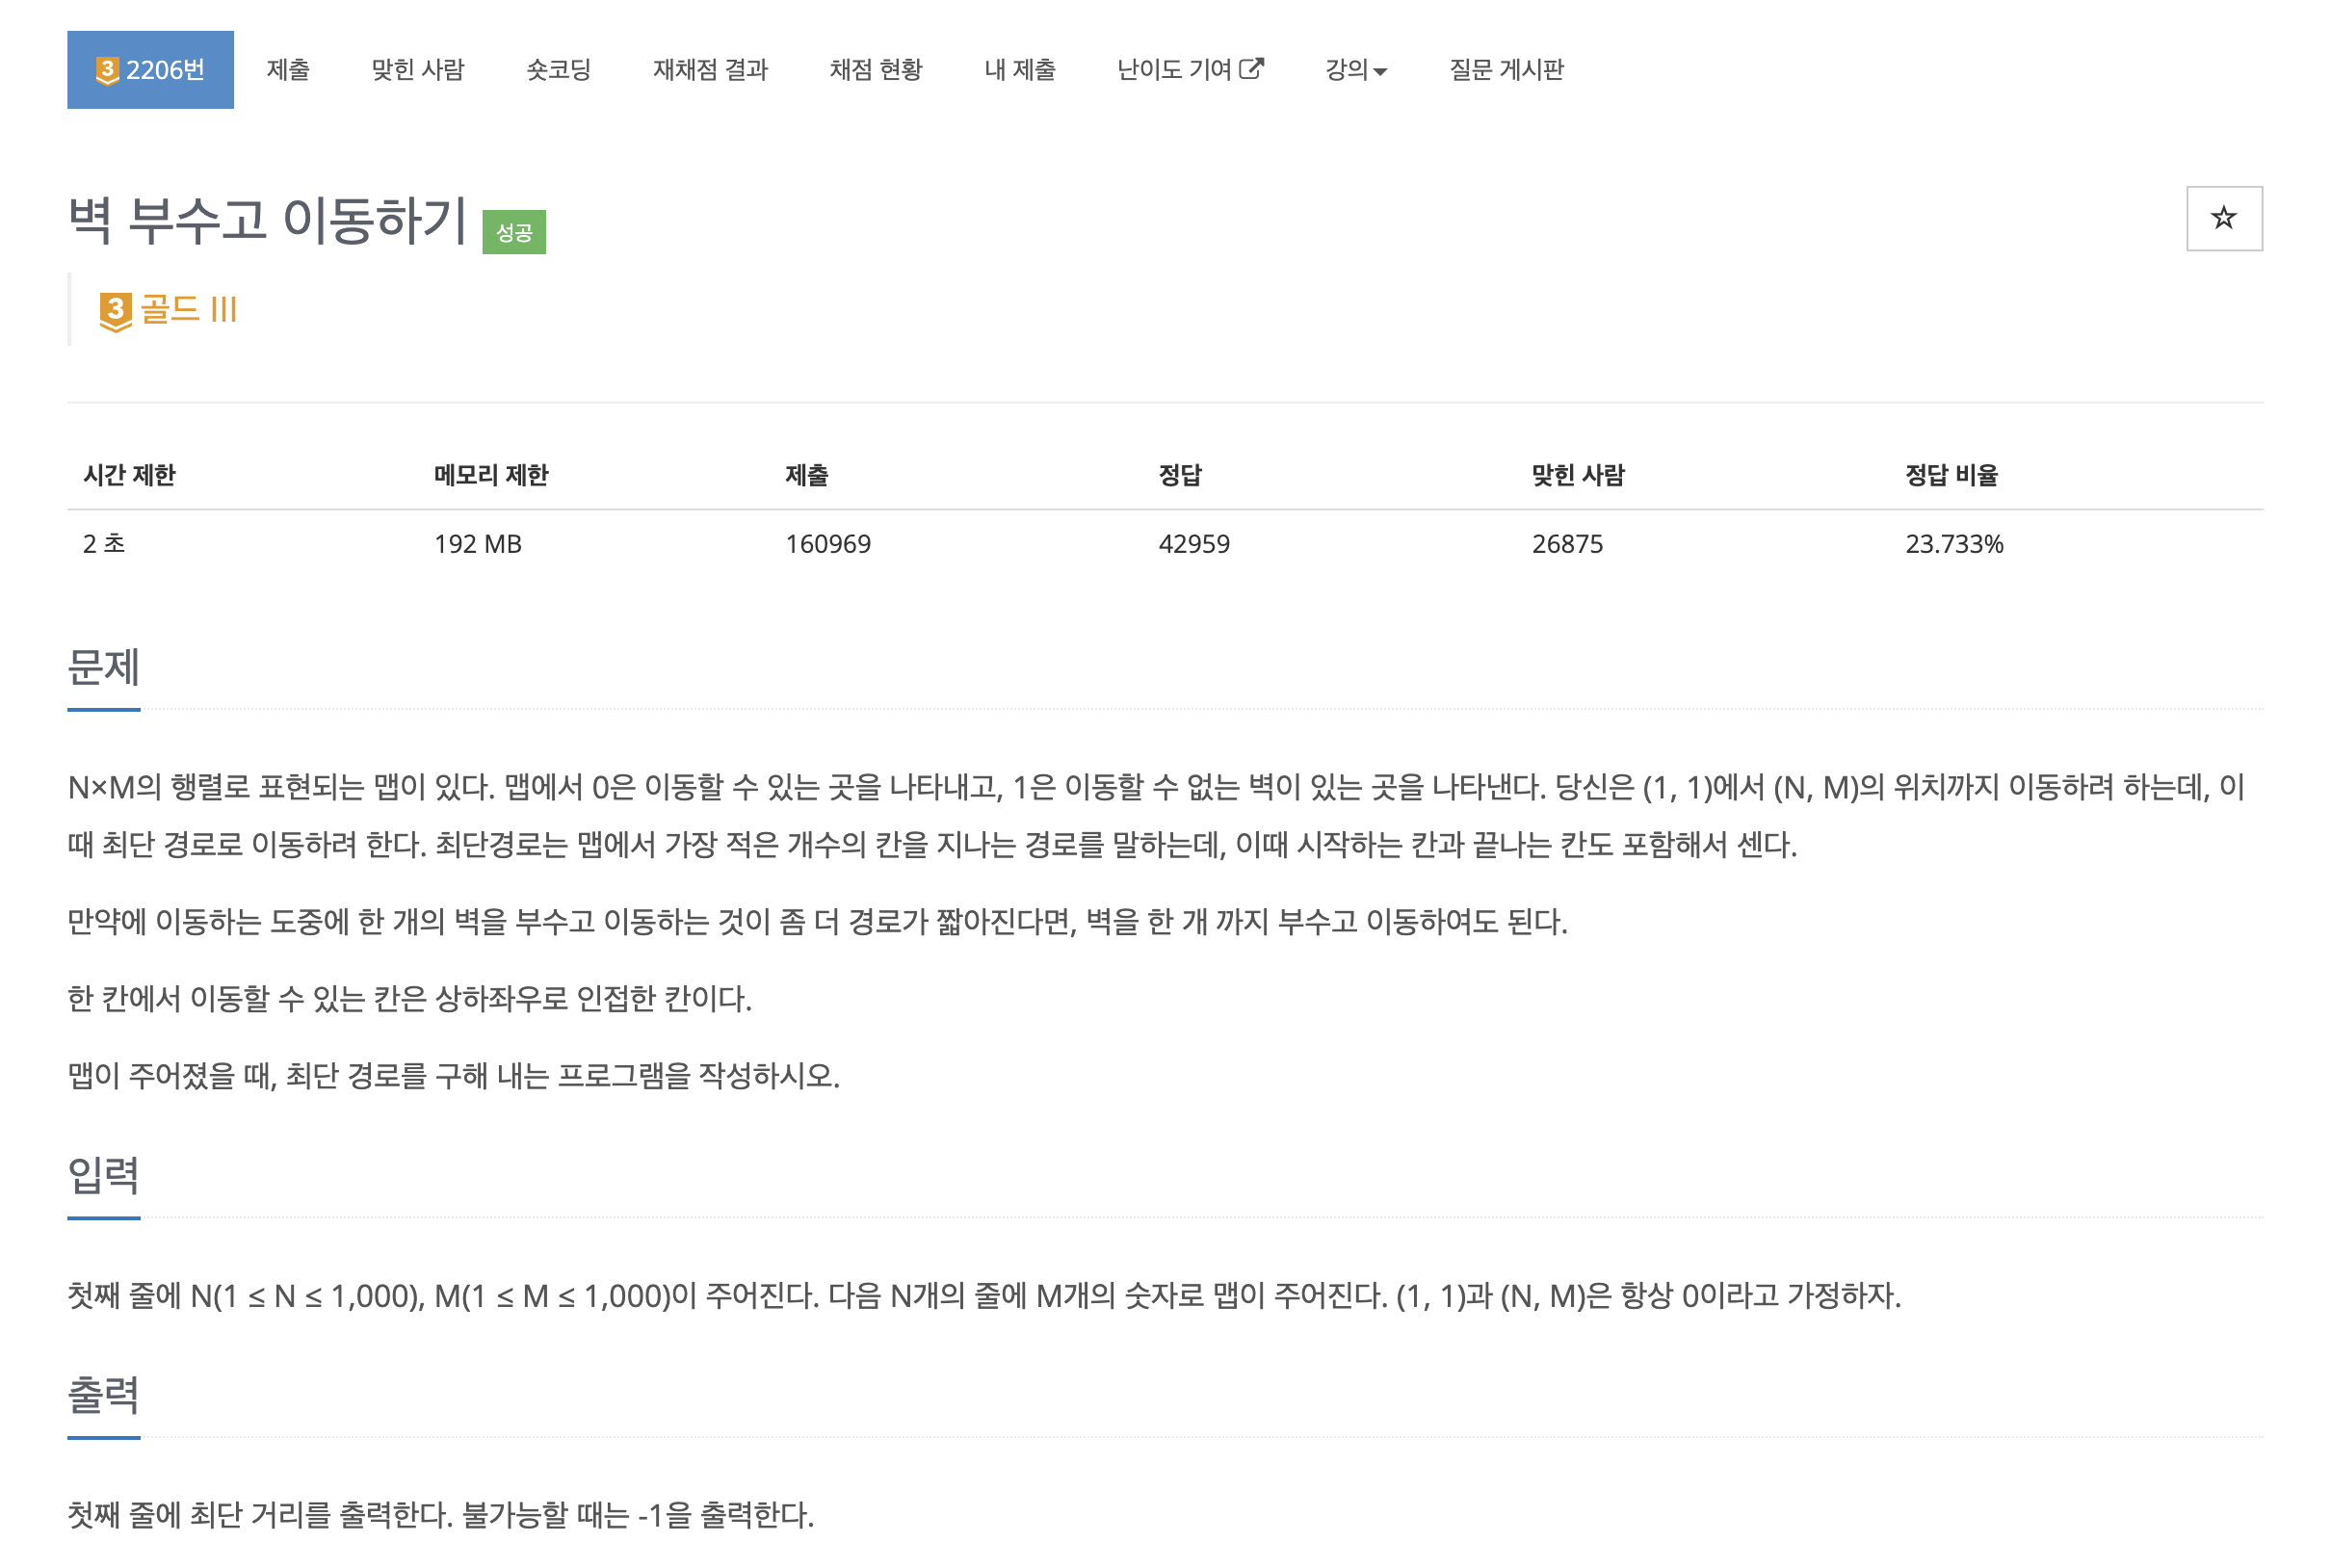 3 2206번 제출 맞힌 사람 숏코딩 재채점 결과 채점 현황 내 제출 난이도 기여 강의 질문 게시판
벽 부수고 이동하기 성공
3 골드 III
시간 제한 메모리 제한 제출 정답 맞힌 사람 정답 비율
2 초 192 MB 160969 42959 26875 23.733%
문제
N×M의 행렬로 표현되는 맵이 있다. 맵에서 0은 이동할 수 있는 곳을 나타내고, 1은 이동할 수 없는 벽이 있는 곳을 나타낸다. 당신은 (1, 1)에서 (N, M)의 위치까지 이동하려 하는데, 이
때 최단 경로로 이동하려 한다. 최단경로는 맵에서 가장 적은 개수의 칸을 지나는 경로를 말하는데, 이때 시작하는 칸과 끝나는 칸도 포함해서 센다.
만약에 이동하는 도중에 한 개의 벽을 부수고 이동하는 것이 좀 더 경로가 짧아진다면, 벽을 한 개 까지 부수고 이동하여도 된다.
한 칸에서 이동할 수 있는 칸은 상하좌우로 인접한 칸이다.
맵이 주어졌을 때, 최단 경로를 구해 내는 프로그램을 작성하시오.
입력
첫째 줄에 N(1 ≤ N ≤ 1,000), M(1 ≤ M ≤ 1,000)이 주어진다. 다음 N개의 줄에 M개의 숫자로 맵이 주어진다. (1, 1)과 (N, M)은 항상 0이라고 가정하자.
출력
첫째 줄에 최단 거리를 출력한다. 불가능할 때는 -1을 출력한다.